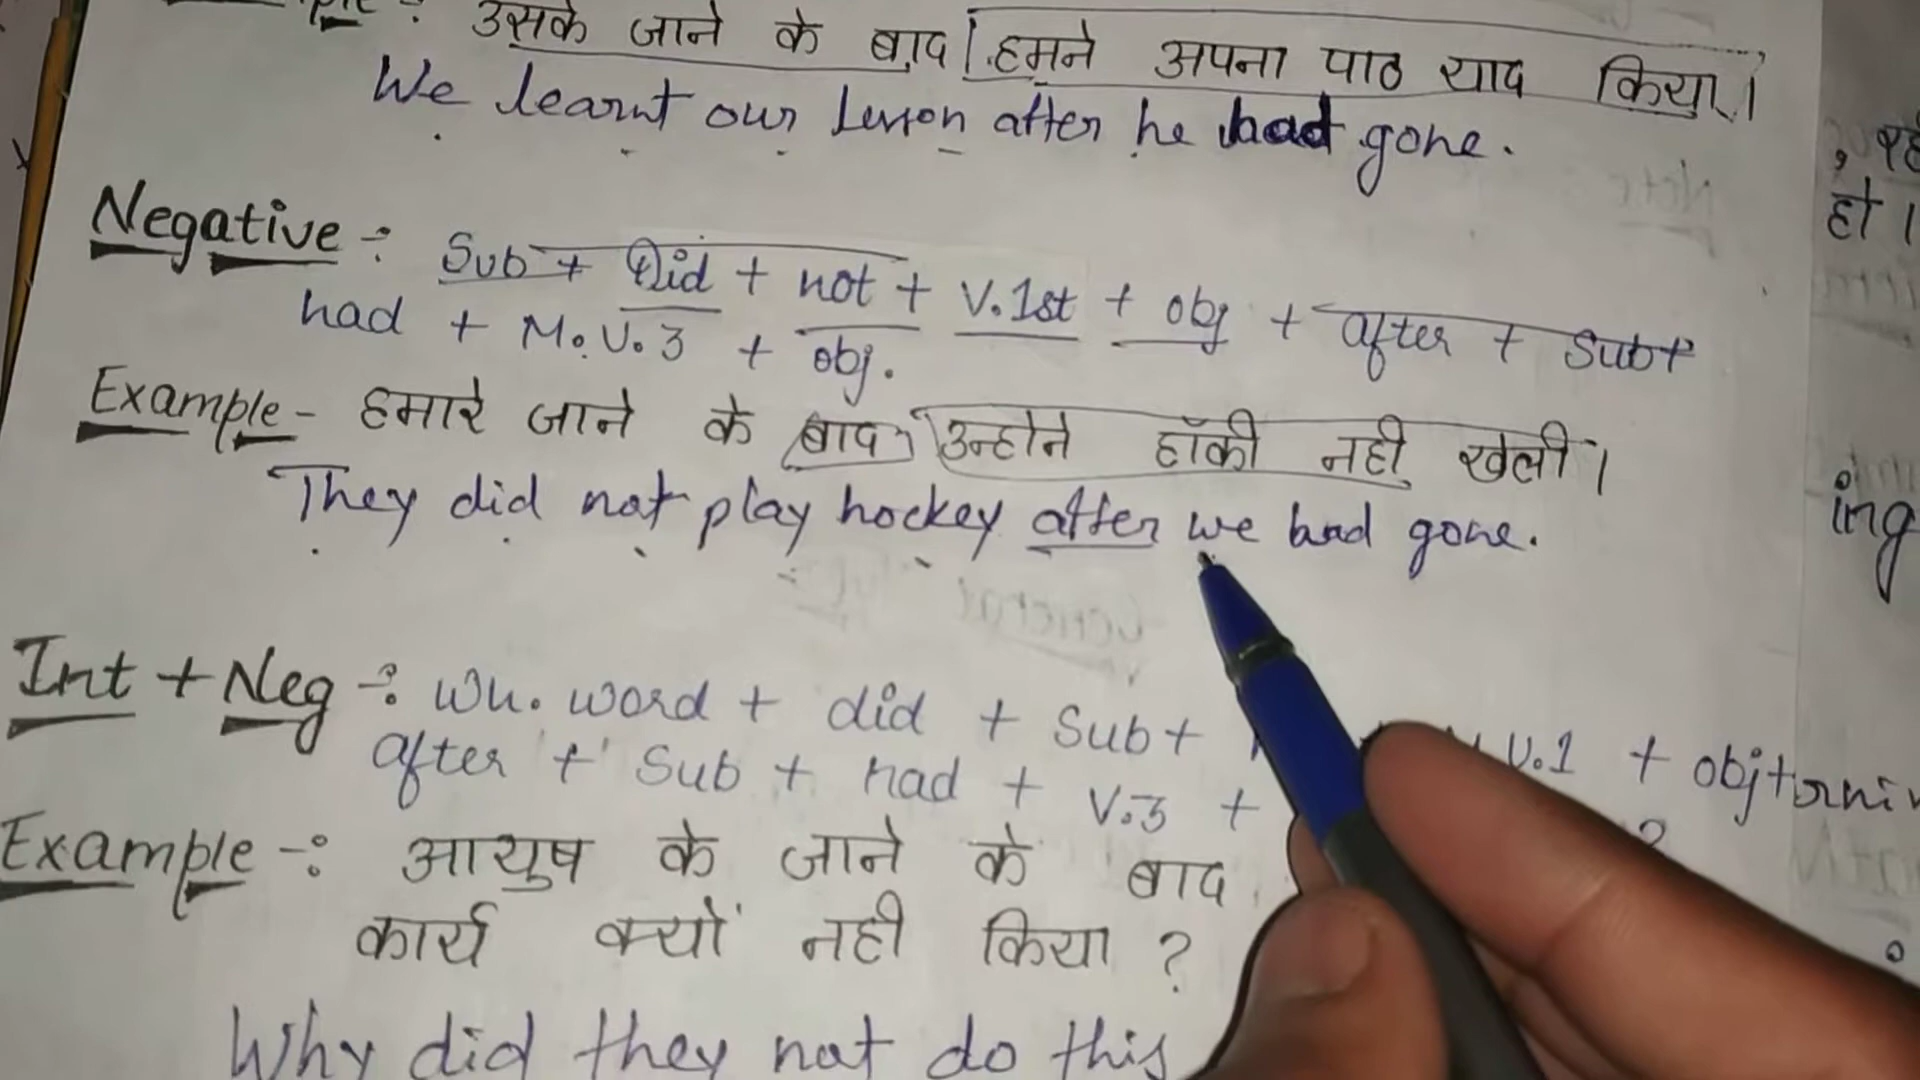 उसके जाने के बाद हमने अपना पाठ याद किया।
We learnt our lesson after he had gone.
Negative -: Sub + Did + not + V.1st + obj + after + Sub +
had + M.V.3 + obj.
Example - हमारे जाने के बाद उन्होने हॉकी नही खेली।
They did not play hockey after we had gone.
Int + Neg -: Wh. word + did + Sub + V.1 + obj +
after + Sub + had + V.3 + ?
Example -: आयुष के जाने के बाद
कार्य क्यों नही किया ?
Why did they not do this
, रहे
हो।
ing